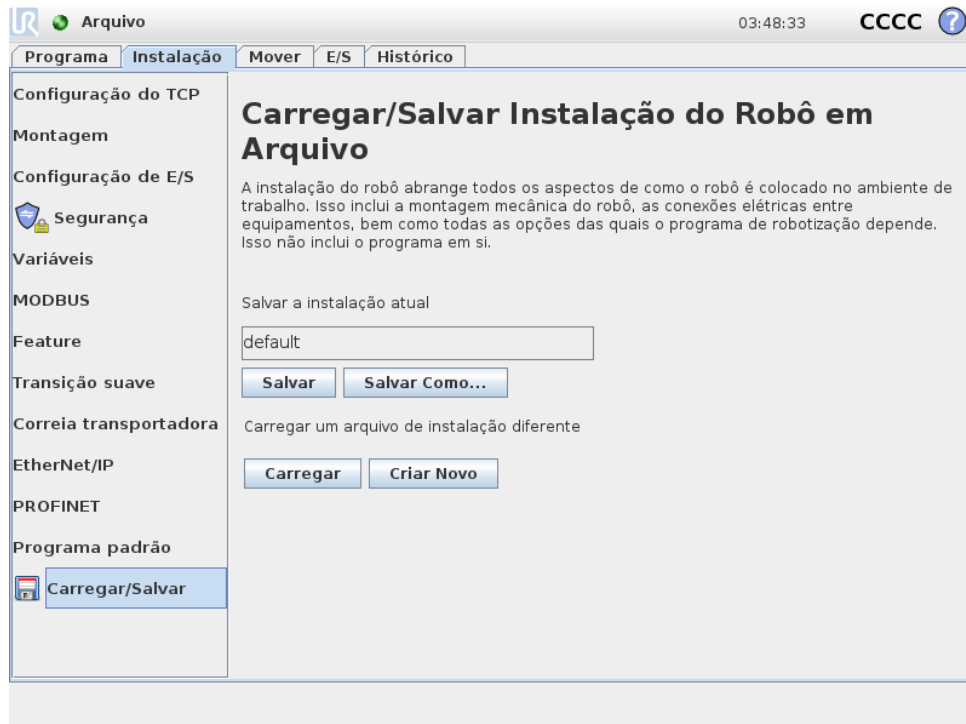 UR Arquivo 03:48:33 CCCC ?
Programa Instalação Mover E/S Histórico
Configuração do TCP
Montagem
Configuração de E/S
Segurança
Variáveis
MODBUS
Feature
Transição suave
Correia transportadora
EtherNet/IP
PROFINET
Programa padrão
Carregar/Salvar
Carregar/Salvar Instalação do Robô em
Arquivo
A instalação do robô abrange todos os aspectos de como o robô é colocado no ambiente de
trabalho. Isso inclui a montagem mecânica do robô, as conexões elétricas entre
equipamentos, bem como todas as opções das quais o programa de robotização depende.
Isso não inclui o programa em si.
Salvar a instalação atual
default
Salvar Salvar Como...
Carregar um arquivo de instalação diferente
Carregar Criar Novo